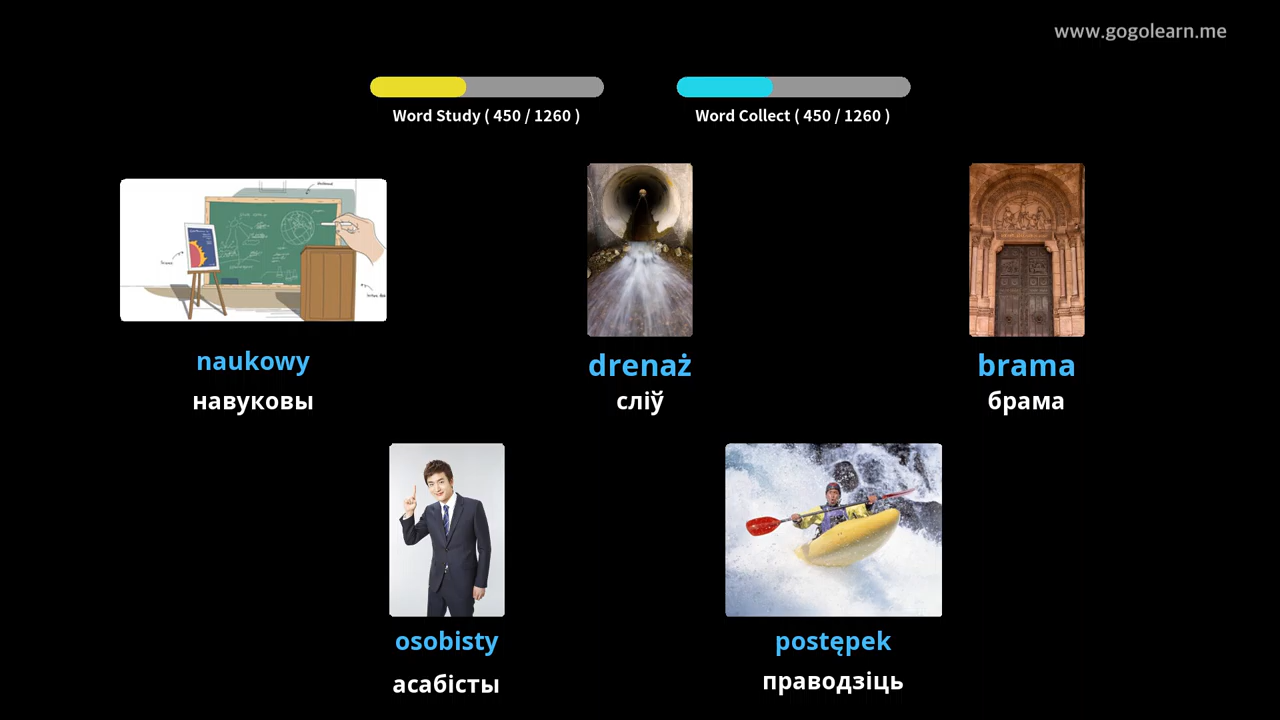 www.gogolearn.me
Word Study ( 450 / 1260 )
Word Collect ( 450 / 1260 )
naukowy
навуковы
drenaż
сліў
brama
брама
osobisty
асабісты
postępek
праводзіць